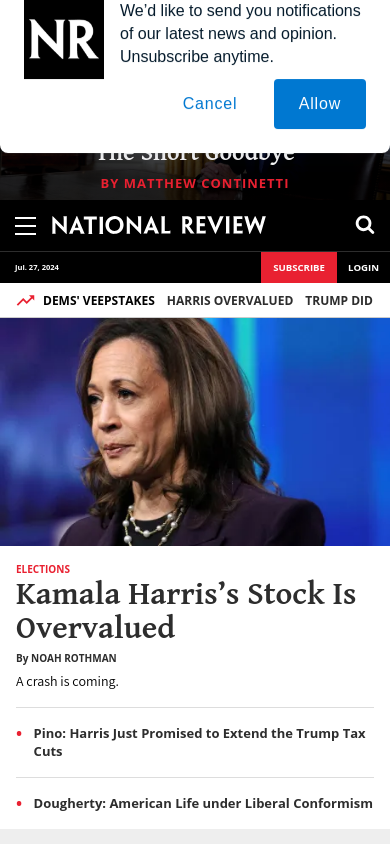 NR
We’d like to send you notifications
of our latest news and opinion.
Unsubscribe anytime.
Cancel
Allow
The Short Goodbye
BY MATTHEW CONTINETTI
NATIONAL REVIEW
Jul. 27, 2024
SUBSCRIBE
LOGIN
DEMS' VEEPSTAKES
HARRIS OVERVALUED
TRUMP DID
ELECTIONS
Kamala Harris’s Stock Is
Overvalued
By NOAH ROTHMAN
A crash is coming.
• Pino: Harris Just Promised to Extend the Trump Tax
Cuts
• Dougherty: American Life under Liberal Conformism